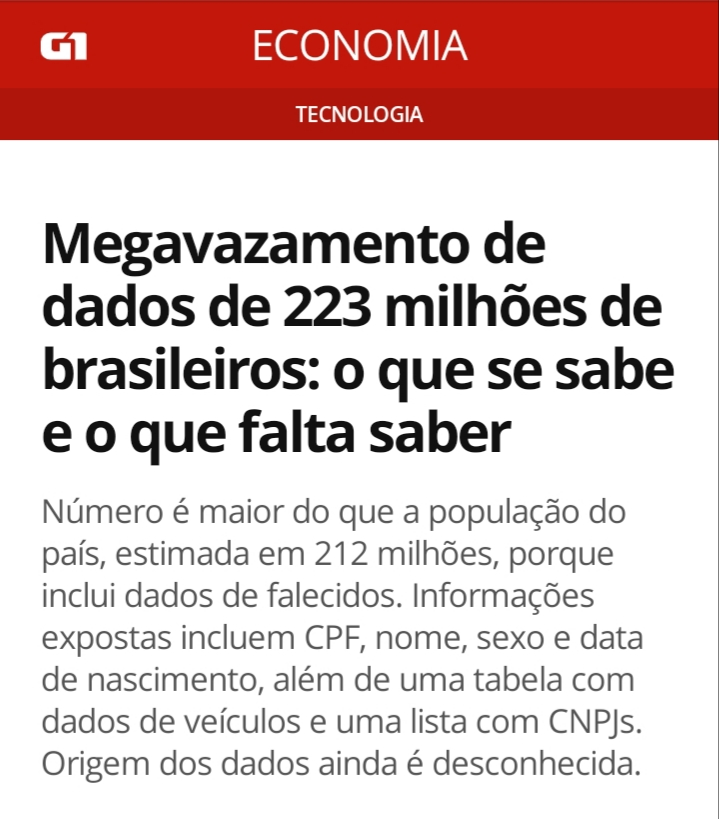 G1
ECONOMIA
TECNOLOGIA
Megavazamento de
dados de 223 milhões de
brasileiros: o que se sabe
e o que falta saber
Número é maior do que a população do
país, estimada em 212 milhões, porque
inclui dados de falecidos. Informações
expostas incluem CPF, nome, sexo e data
de nascimento, além de uma tabela com
dados de veículos e uma lista com CNPJs.
Origem dos dados ainda é desconhecida.